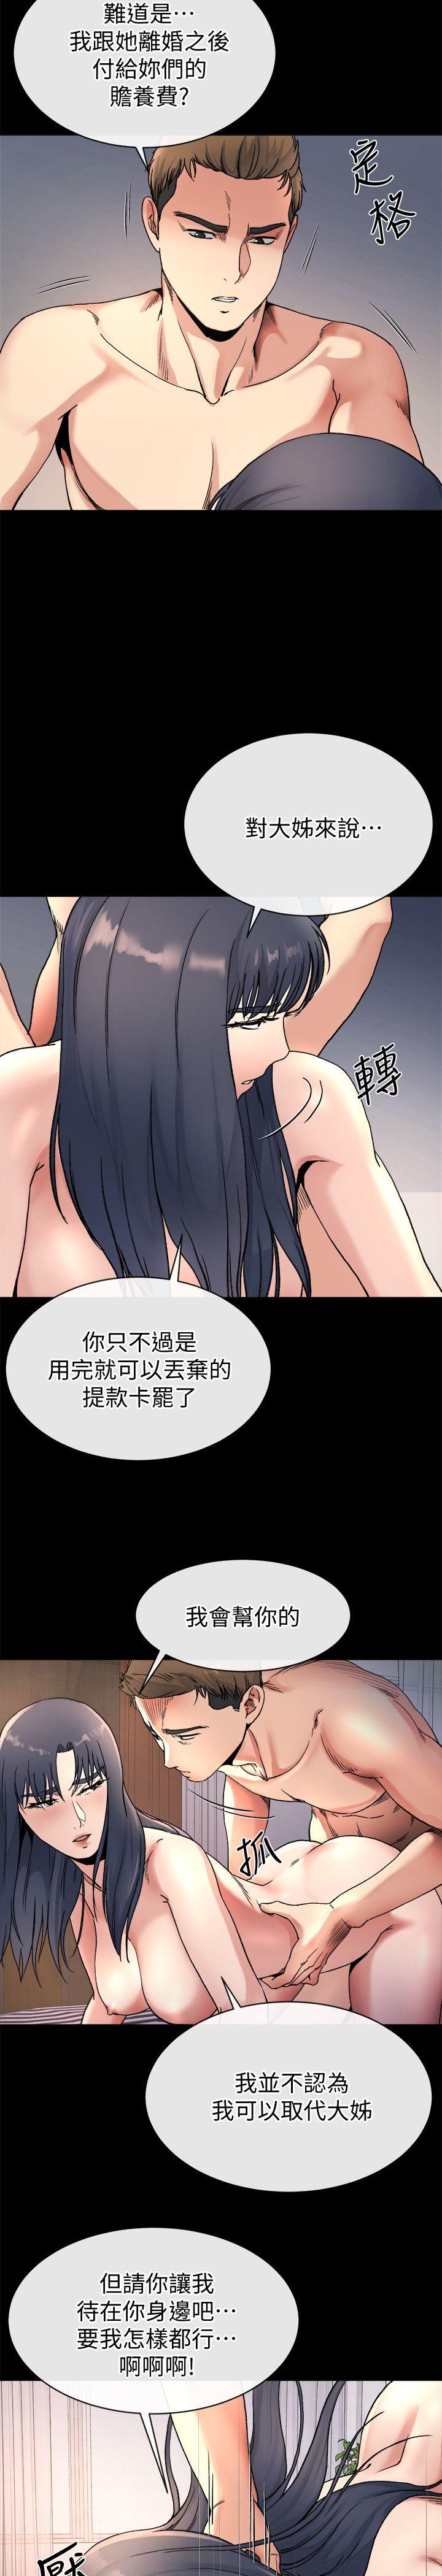 難道是…
我跟她離婚之後
付給妳們的
贍養費?
定格
對大姊來說…
轉
你只不過是
用完就可以丟棄的
提款卡罷了
我會幫你的
抓
我並不認為
我可以取代大姊
但請你讓我
待在你身邊吧…
要我怎樣都行…
啊啊啊!